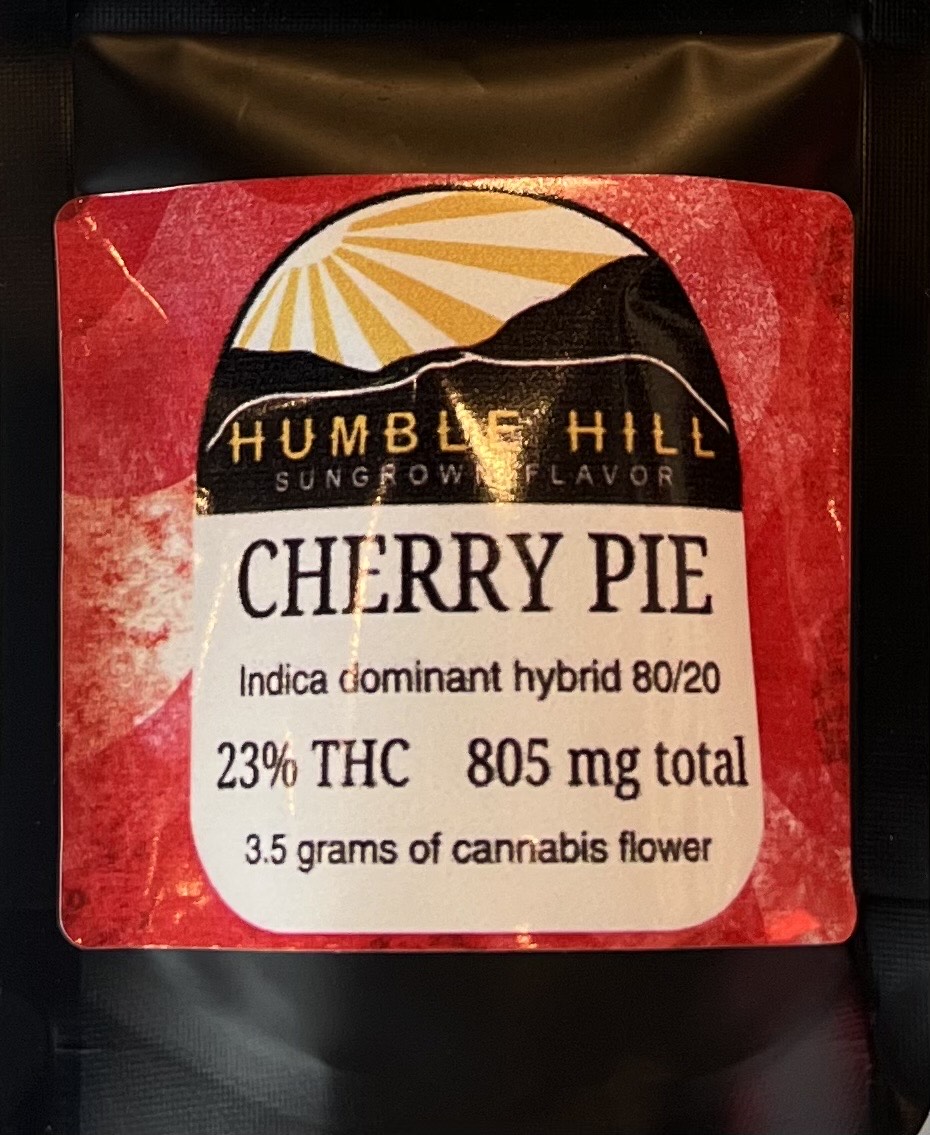 HUMBLE HILL
SUNGROWN FLAVOR
CHERRY PIE
Indica dominant hybrid 80/20
23% THC 805 mg total
3.5 grams of cannabis flower